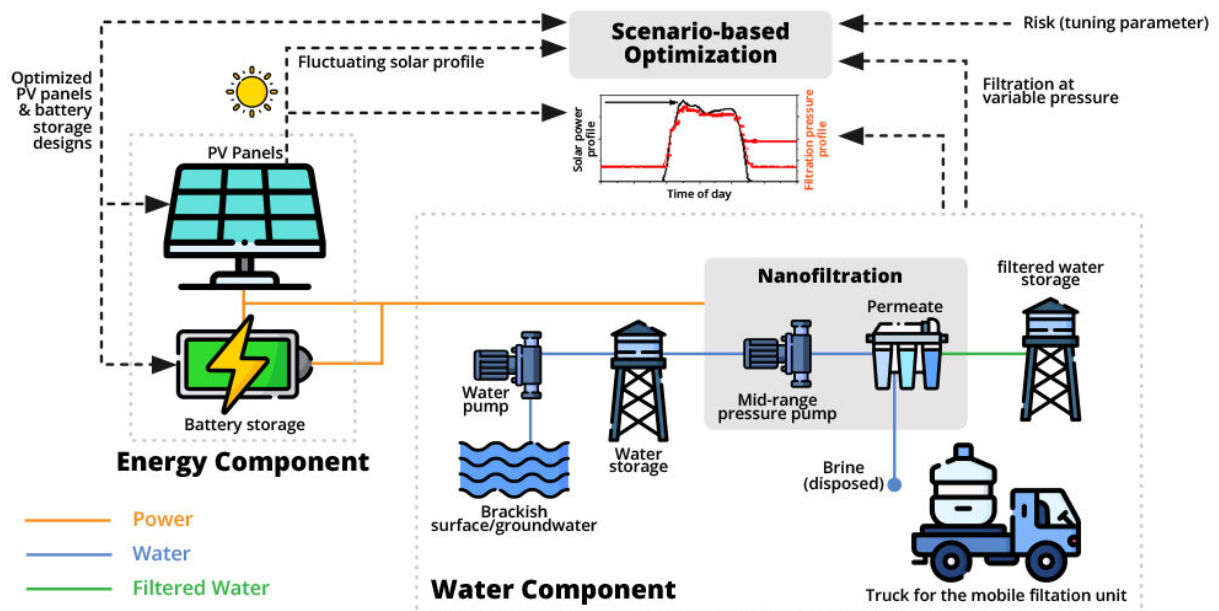 Scenario-based
Optimization
Risk (tuning parameter)
Fluctuating solar profile
Optimized
PV panels
& battery
storage
designs
Filtration at
variable pressure
Solar power
profile
Filtration pressure
profile
Time of day
PV Panels
Battery storage
Energy Component
Nanofiltration
Permeate
filtered water
storage
Water
pump
Mid-range
pressure pump
Water
storage
Brine
(disposed)
Brackish
surface/groundwater
Power
Water
Filtered Water
Water Component
Truck for the mobile filtation unit